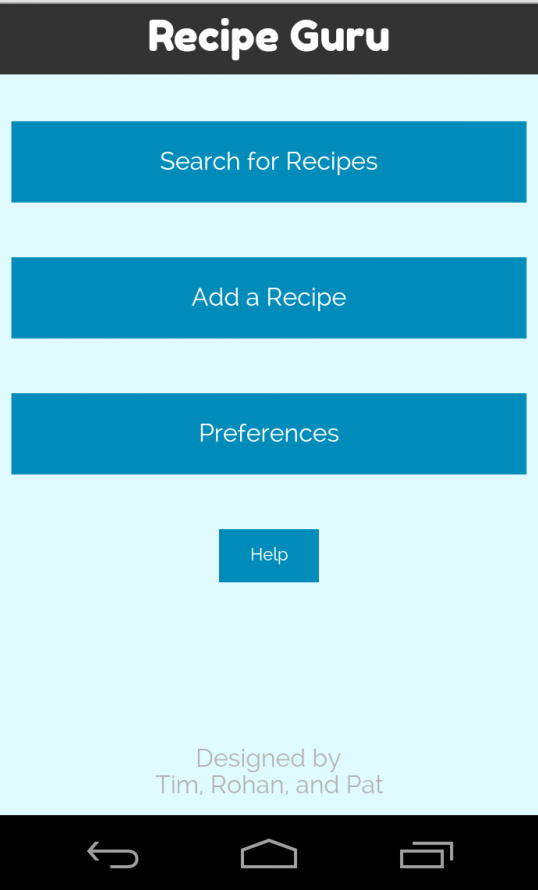 Recipe Guru
Search for Recipes
Add a Recipe
Preferences
Help
Designed by
Tim, Rohan, and Pat